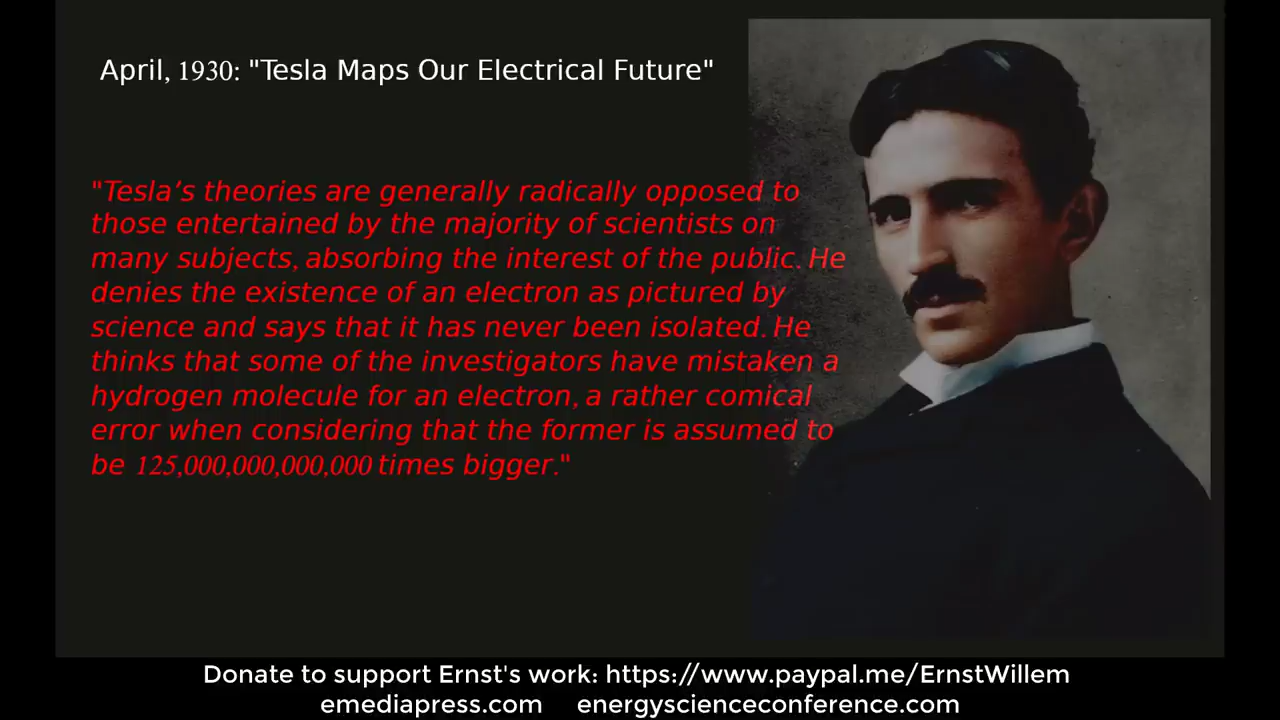 April, 1930: "Tesla Maps Our Electrical Future"
"Tesla’s theories are generally radically opposed to
those entertained by the majority of scientists on
many subjects, absorbing the interest of the public. He
denies the existence of an electron as pictured by
science and says that it has never been isolated. He
thinks that some of the investigators have mistaken a
hydrogen molecule for an electron, a rather comical
error when considering that the former is assumed to
be 125,000,000,000,000 times bigger."
Donate to support Ernst's work: https://www.paypal.me/ErnstWillem
emediapress.com energyscienceconference.com